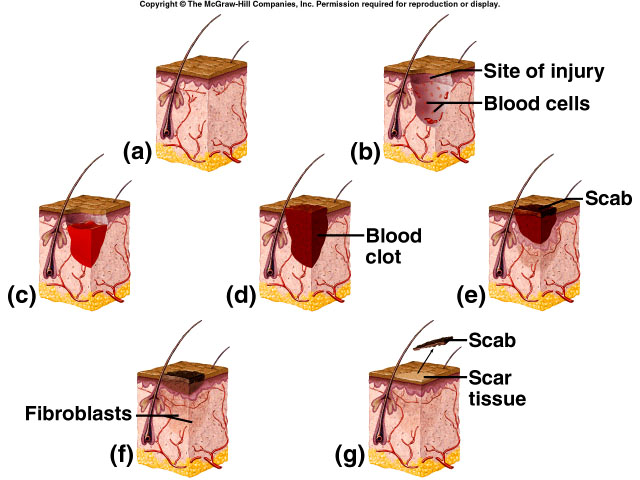 Copyright © The McGraw-Hill Companies, Inc. Permission required for reproduction or display.
(a)
(b)
Site of injury
Blood cells
(c)
(d)
Blood
clot
(e)
Scab
(f)
Fibroblasts
(g)
Scab
Scar
tissue